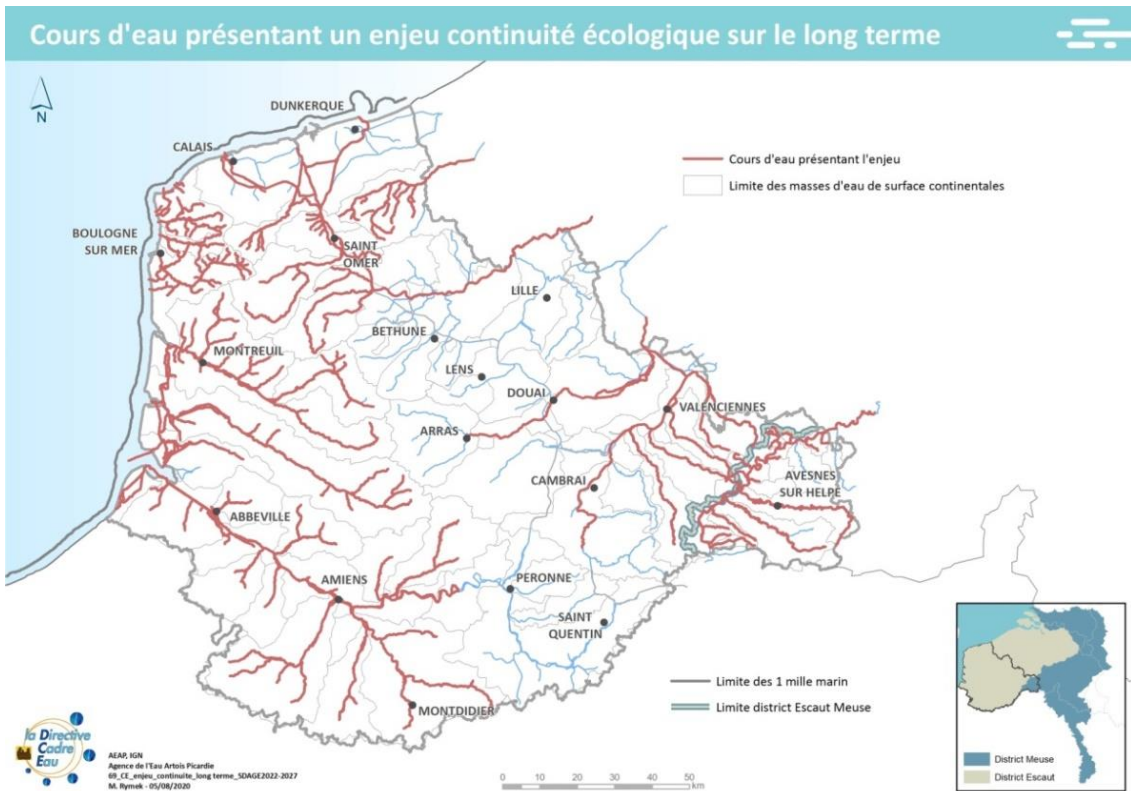 Cours d'eau présentant un enjeu continuité écologique sur le long terme
N
DUNKERQUE
CALAIS
Cours d'eau présentant l'enjeu
Limite des masses d'eau de surface continentales
BOULOGNE
SUR MER
SAINT
OMER
LILLE
BETHUNE
MONTREUIL
LENS
DOUAI
VALENCIENNES
ARRAS
CAMBRAI
AVESNES
SUR HELPE
ABBEVILLE
AMIENS
PERONNE
SAINT
QUENTIN
MONTDIDIER
Limite des 1 mille marin
Limite district Escaut Meuse
District Meuse
District Escaut
la Directive
Cadre
Eau
AEAP, IGN
Agence de l'Eau Artois Picardie
69_CE_enjeu_continuite_long terme_SDAGE2022-2027
M. Rymek - 05/08/2020
0 10 20 30 40 50
km